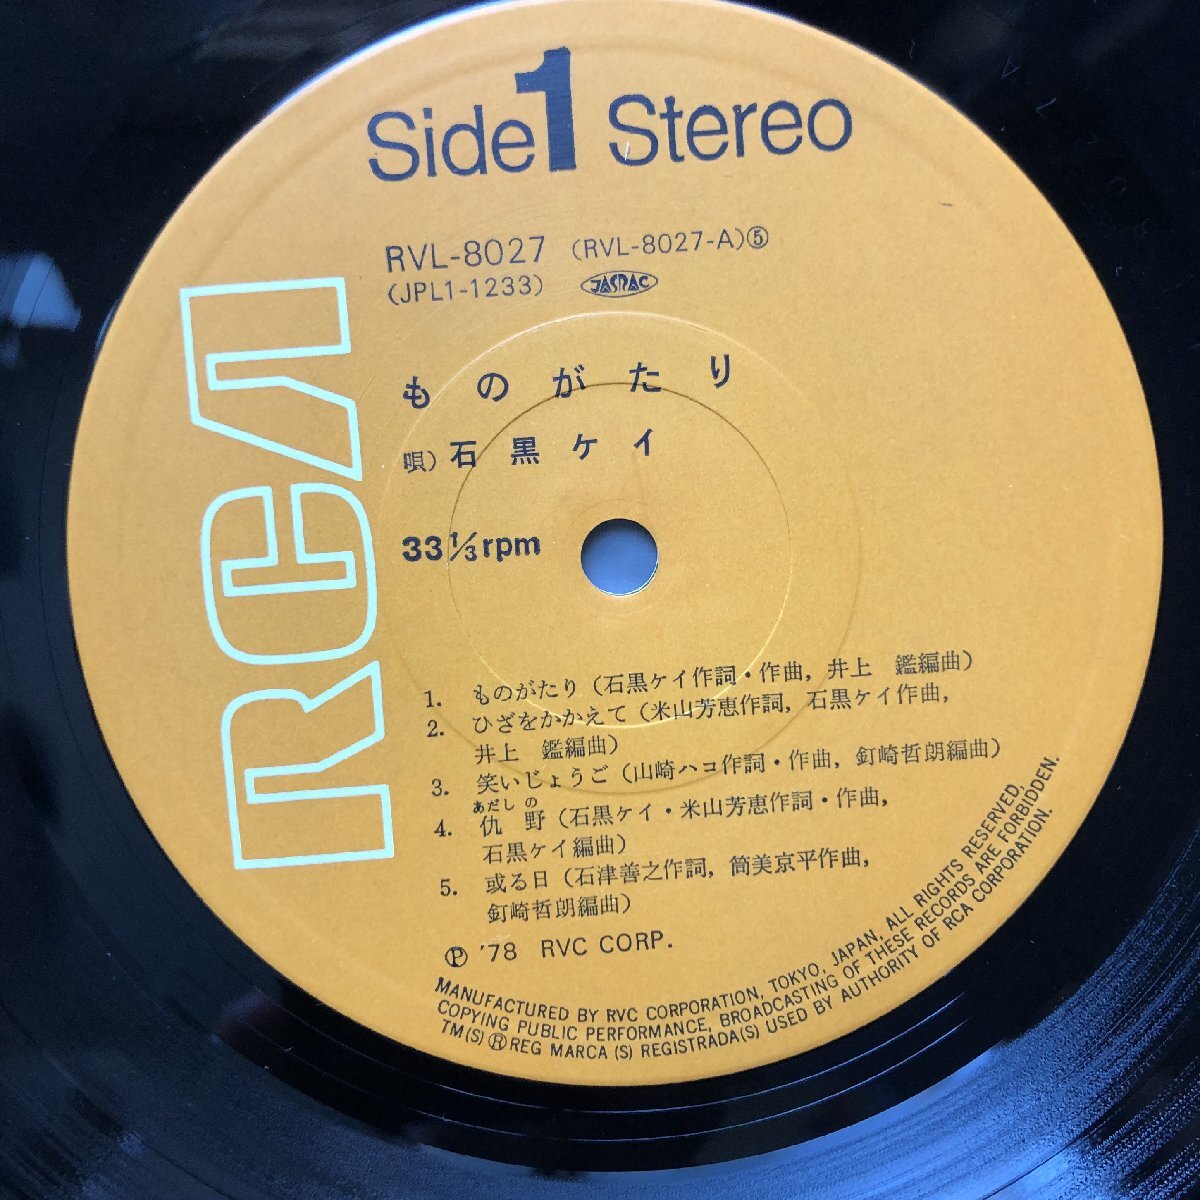 Side 1 Stereo
RVL-8027 (RVL-8027-A)⑤
(JPL1-1233) JASRAC
RCA
ものがたり
唄) 石黒ケイ
33 1/3 rpm
1. ものがたり (石黒ケイ作詞・作曲, 井上 鑑編曲)
2. ひざをかかえて (米山芳恵作詞, 石黒ケイ作曲,
井上 鑑編曲)
3. 笑いじょうご (山崎ハコ作詞・作曲, 釘崎哲朗編曲)
あだし の
4. 仇 野 (石黒ケイ・米山芳恵作詞・作曲,
石黒ケイ編曲)
5. 或る日 (石津善之作詞, 筒美京平作曲,
釘崎哲朗編曲)
Ⓟ '78 RVC CORP.
MANUFACTURED BY RVC CORPORATION, TOKYO, JAPAN, ALL RIGHTS RESERVED,
COPYING PUBLIC PERFORMANCE, BROADCASTING OF THESE RECORDS ARE FORBIDDEN.
TM(S) ® REG MARCA (S) REGISTRADA(S) USED BY AUTHORITY OF RCA CORPORATION.